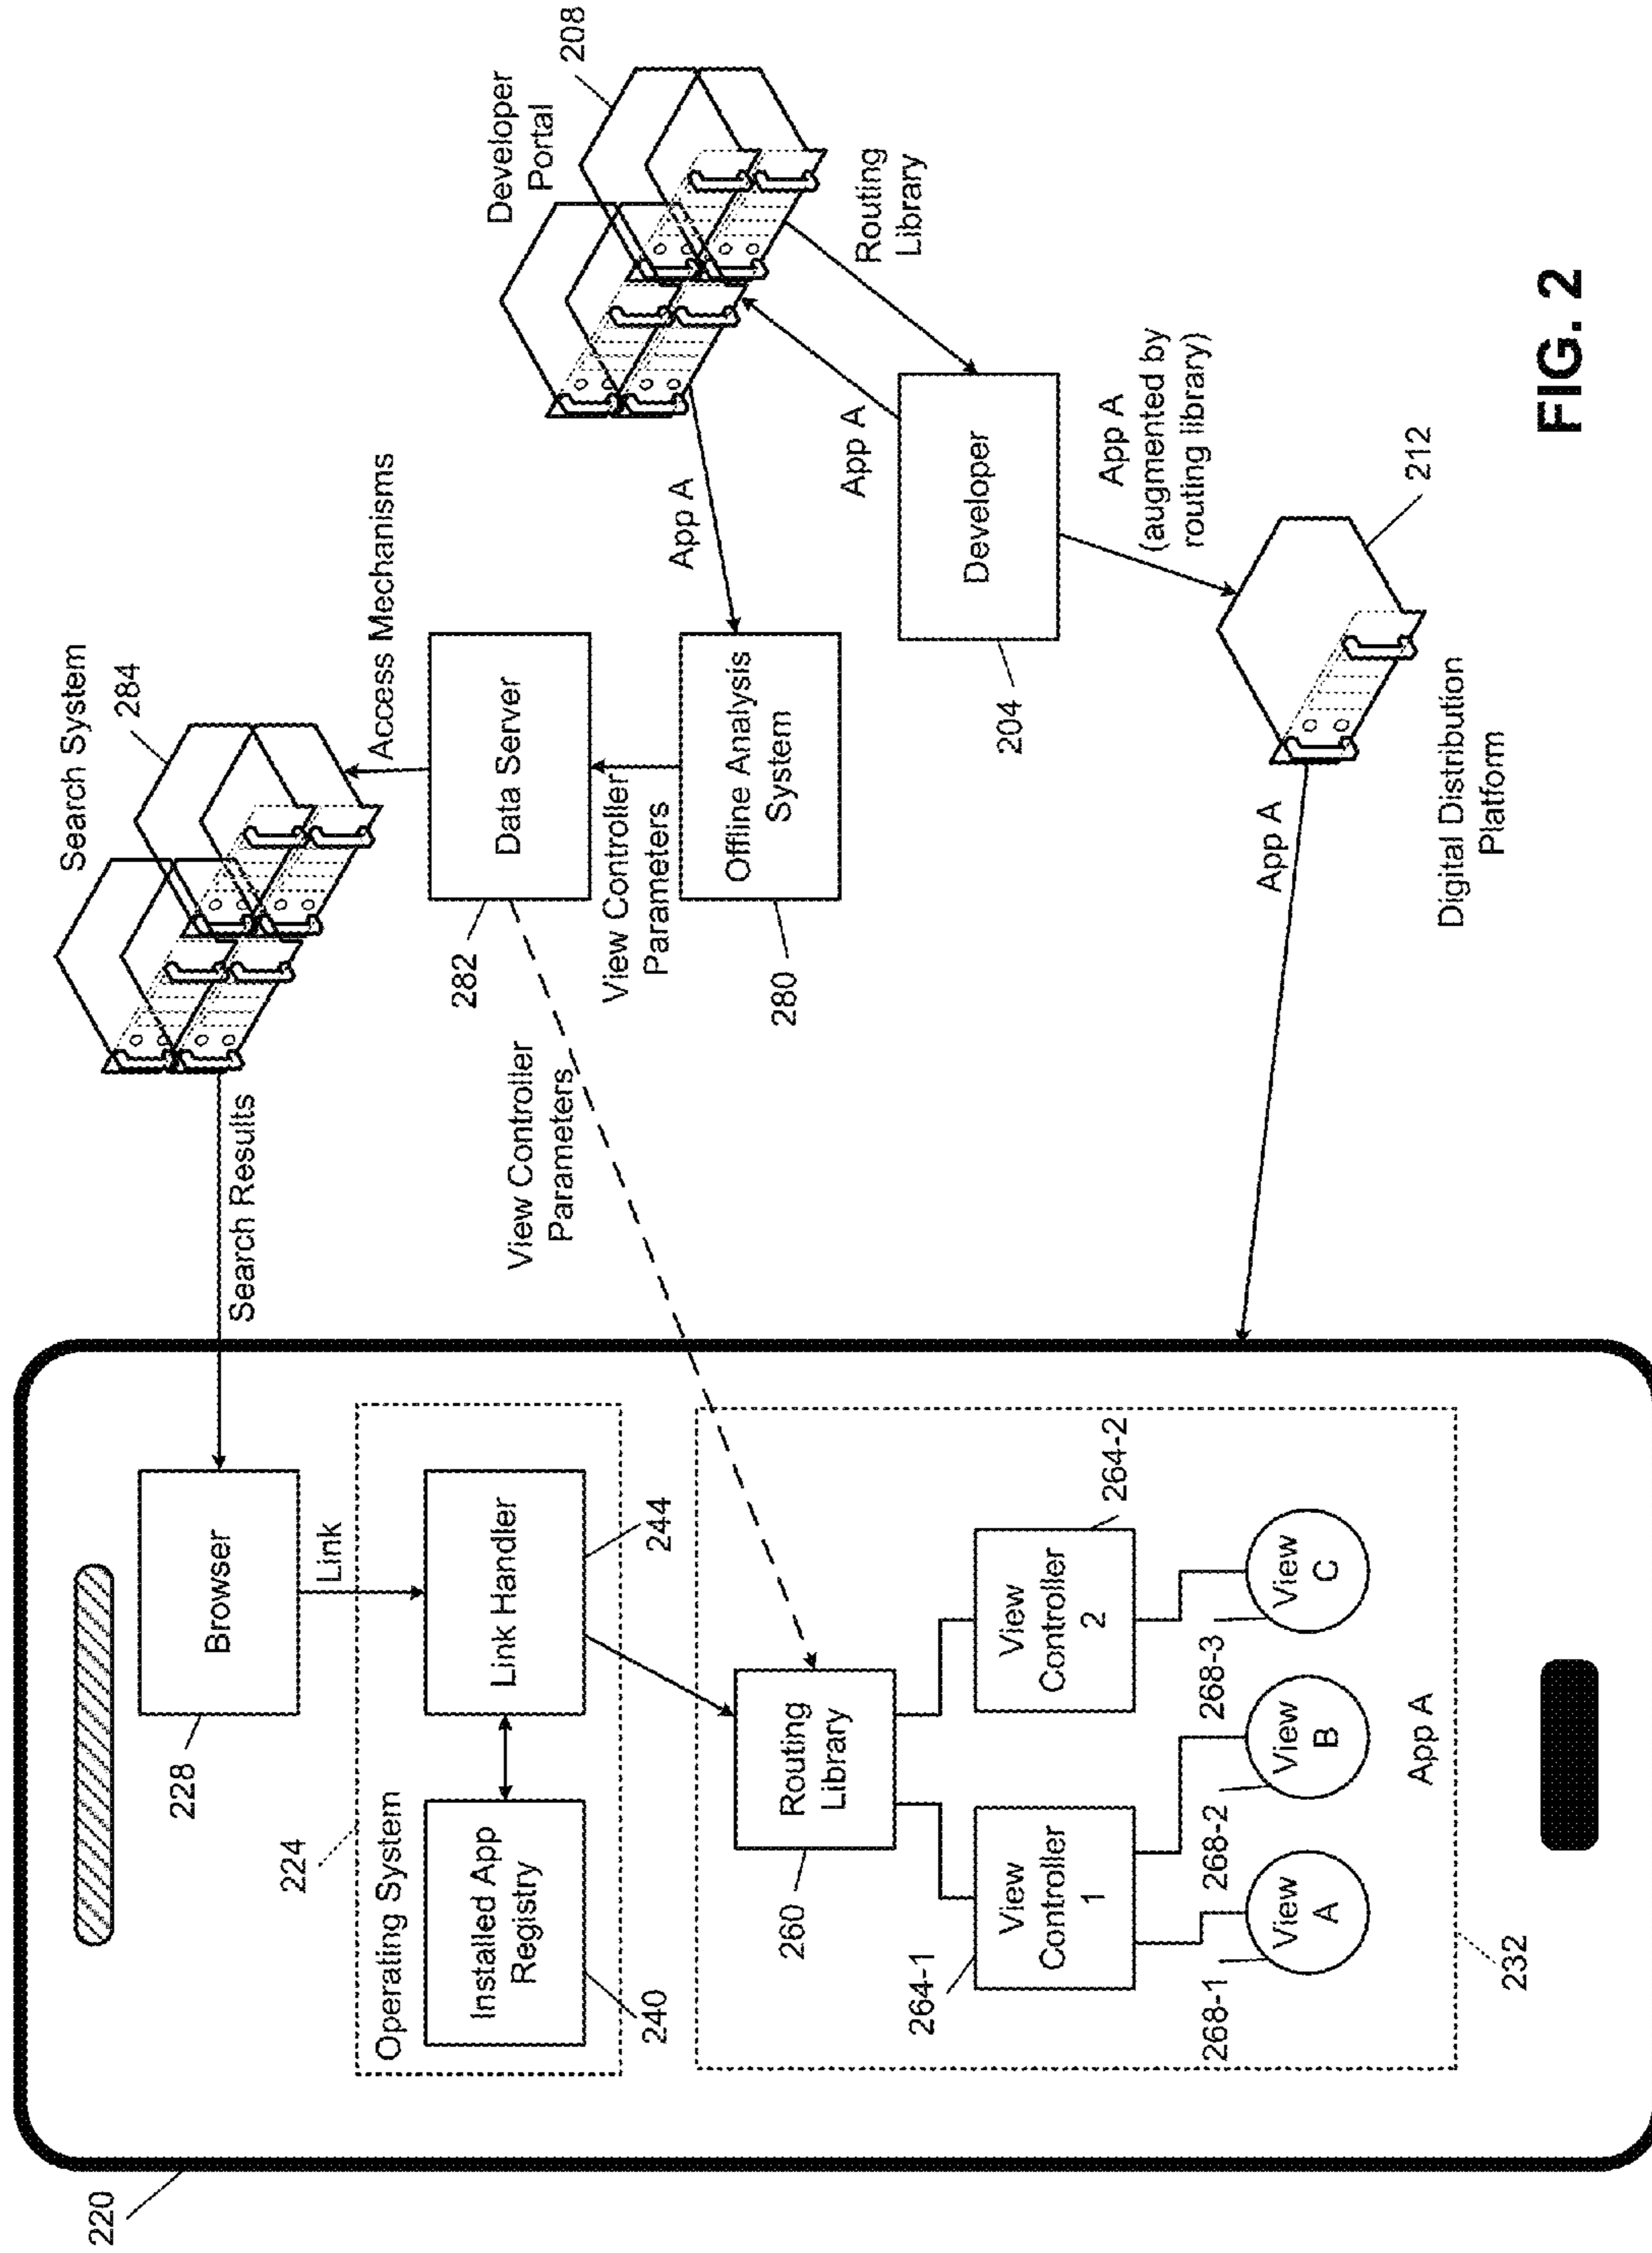 220
Browser
228
Search Results
Search System
284
Link
224
Operating System
Installed App
Registry
240
Link Handler
244
Access Mechanisms
Data Server
282
View Controller
Parameters
View Controller
Parameters
Offline Analysis
System
280
App A
Developer
Portal
208
Routing
Library
App A
Developer
204
App A
(augmented by
routing library)
212
Digital Distribution
Platform
App A
Routing
Library
260
View
Controller
1
264-1
View
Controller
2
264-2
View
A
268-1
View
B
268-2
View
C
268-3
App A
232
FIG. 2